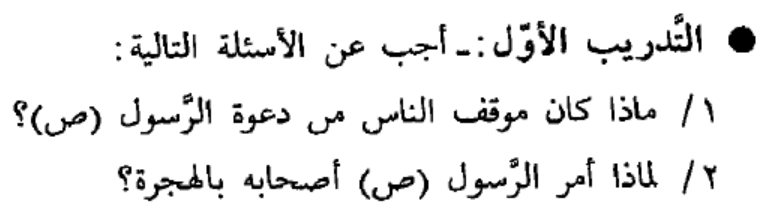 ● التَّدريب الأوّل: ـ أجب عن الأسئلة التالية:
١/ ماذا كان موقف الناس من دعوة الرَّسول (ص)؟
٢/ لماذا أمر الرَّسول (ص) أصحابه بالهجرة؟